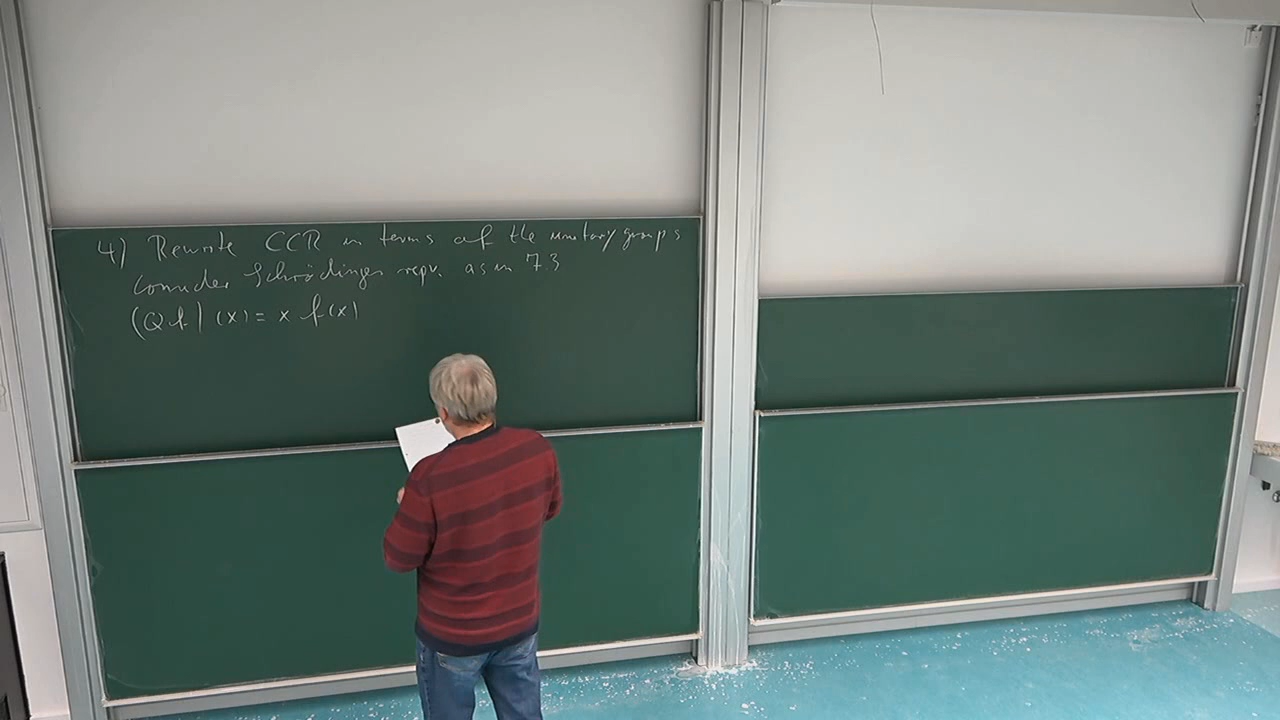 4) Rewrite CCR in terms of the unitary groups
consider Schrödinger repr. as in 7.3
(Qf)(x) = x f(x)